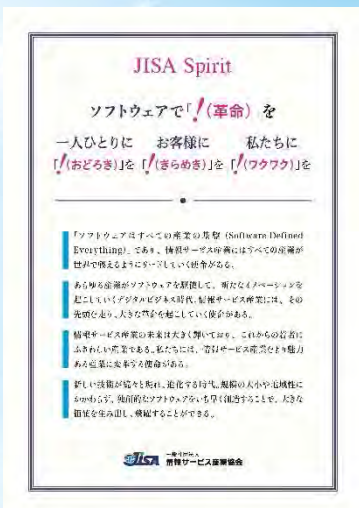 JISA Spirit
ソフトウェアで「!(革命) を
一人ひとりに お客様に 私たちに
「!(おどろき)」を「!(きらめき)」を「!(ワクワク)」を
「ソフトウェアはすべての産業の基盤 (Software Defined
Everything)」であり、情報サービス産業にはすべての産業が
世界で戦えるようにリードしていく使命がある。
あらゆる産業がソフトウェアを駆使して、新たなイノベーションを
起こしていくデジタルビジネス時代、情報サービス産業には、その
先頭を走り、大きな革命を起こしていく使命がある。
情報サービス産業の未来は大きく輝いており、これからの若者に
ふさわしい産業である。私たちには、情報サービス産業をより魅力
ある産業に変革する使命がある。
新しい技術が続々と現れ、進化する時代、規模の大小や地域性に
かかわらず、独創的なソフトウェアをいち早く創造することで、大きな
価値を生み出し、飛躍することができる。
JISA 一般社団法人
情報サービス産業協会